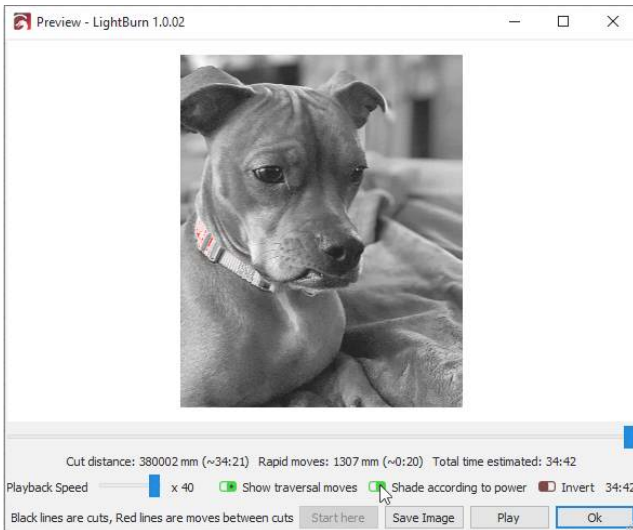 Preview - LightBurn 1.0.02
Cut distance: 380002 mm (~34:21) Rapid moves: 1307 mm (~0:20) Total time estimated: 34:42
Playback Speed x 40 Show traversal moves Shade according to power Invert 34:42
Black lines are cuts, Red lines are moves between cuts Start here Save Image Play Ok